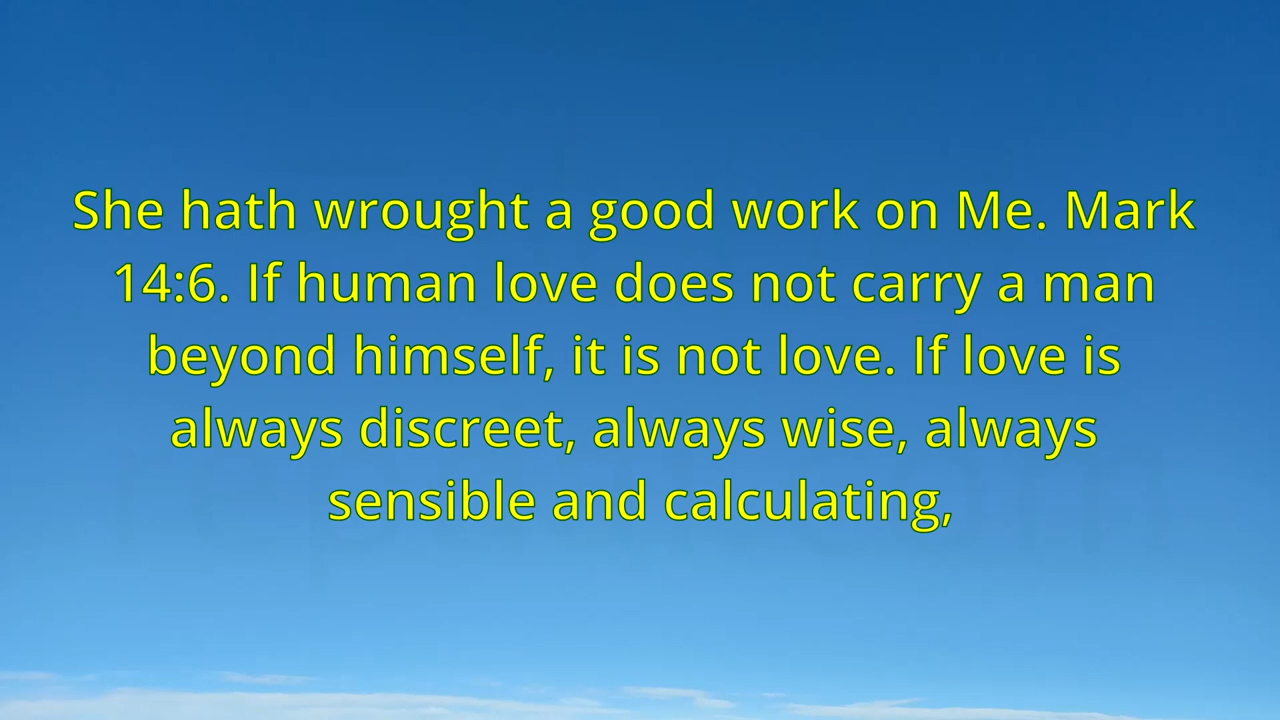 She hath wrought a good work on Me. Mark
14:6. If human love does not carry a man
beyond himself, it is not love. If love is
always discreet, always wise, always
sensible and calculating,